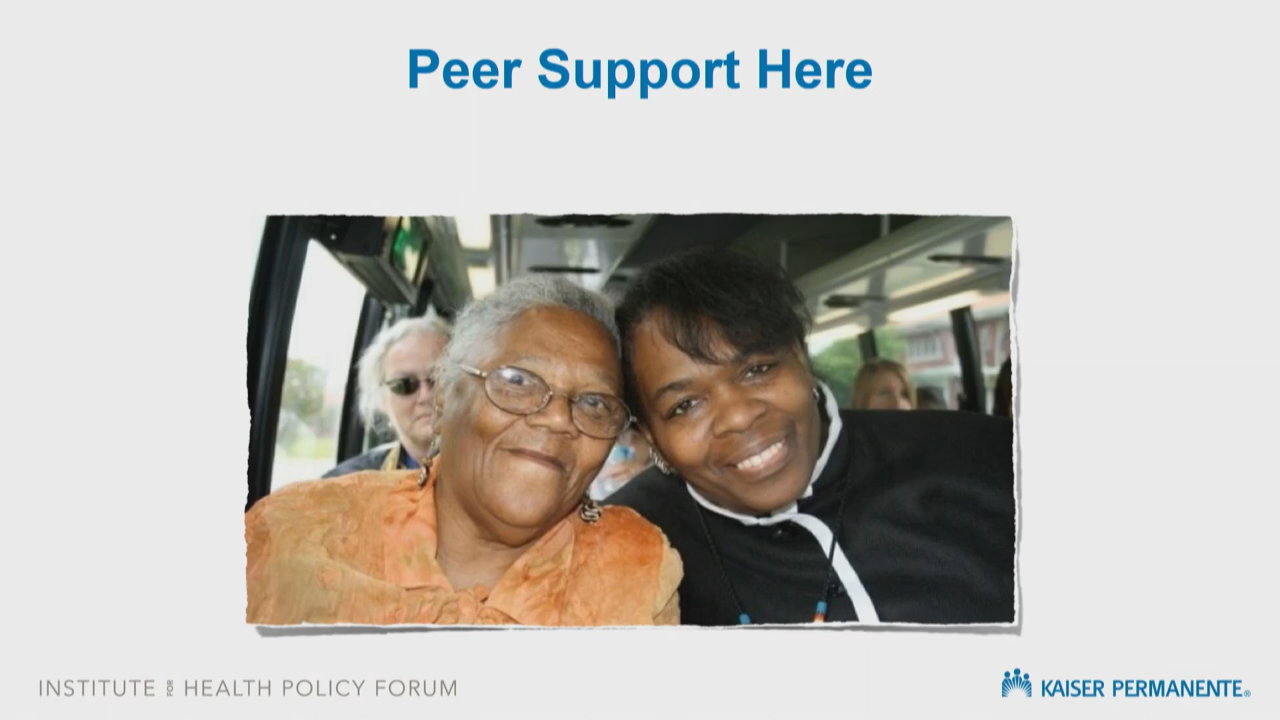 Peer Support Here
INSTITUTE FOR HEALTH POLICY FORUM
KAISER PERMANENTE®